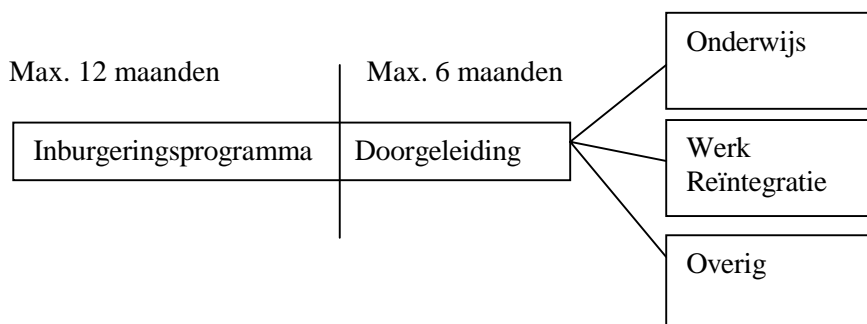 Max. 12 maanden
Max. 6 maanden
Inburgeringsprogramma
Doorgeleiding
Onderwijs
Werk
Reïntegratie
Overig